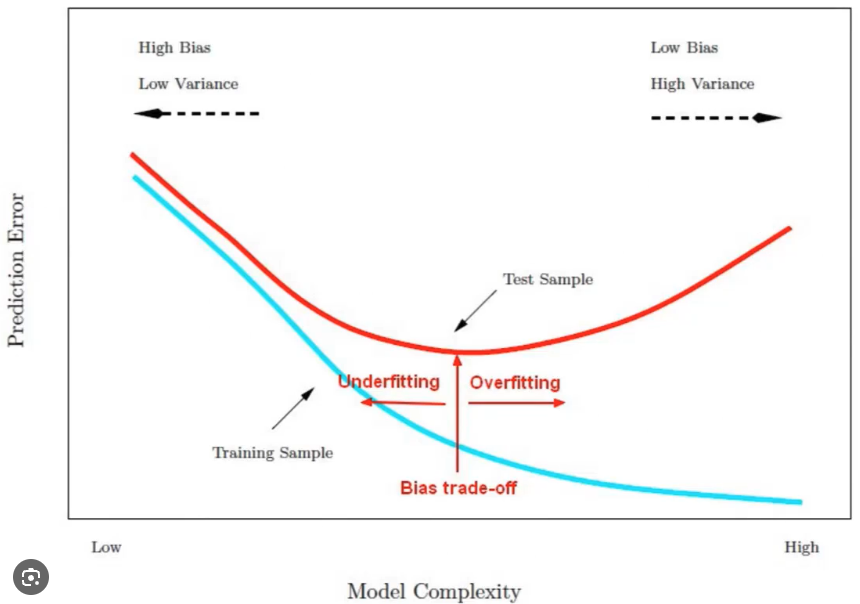 High Bias
Low Variance
Low Bias
High Variance
Prediction Error
Test Sample
Underfitting
Overfitting
Training Sample
Bias trade-off
Low
High
Model Complexity